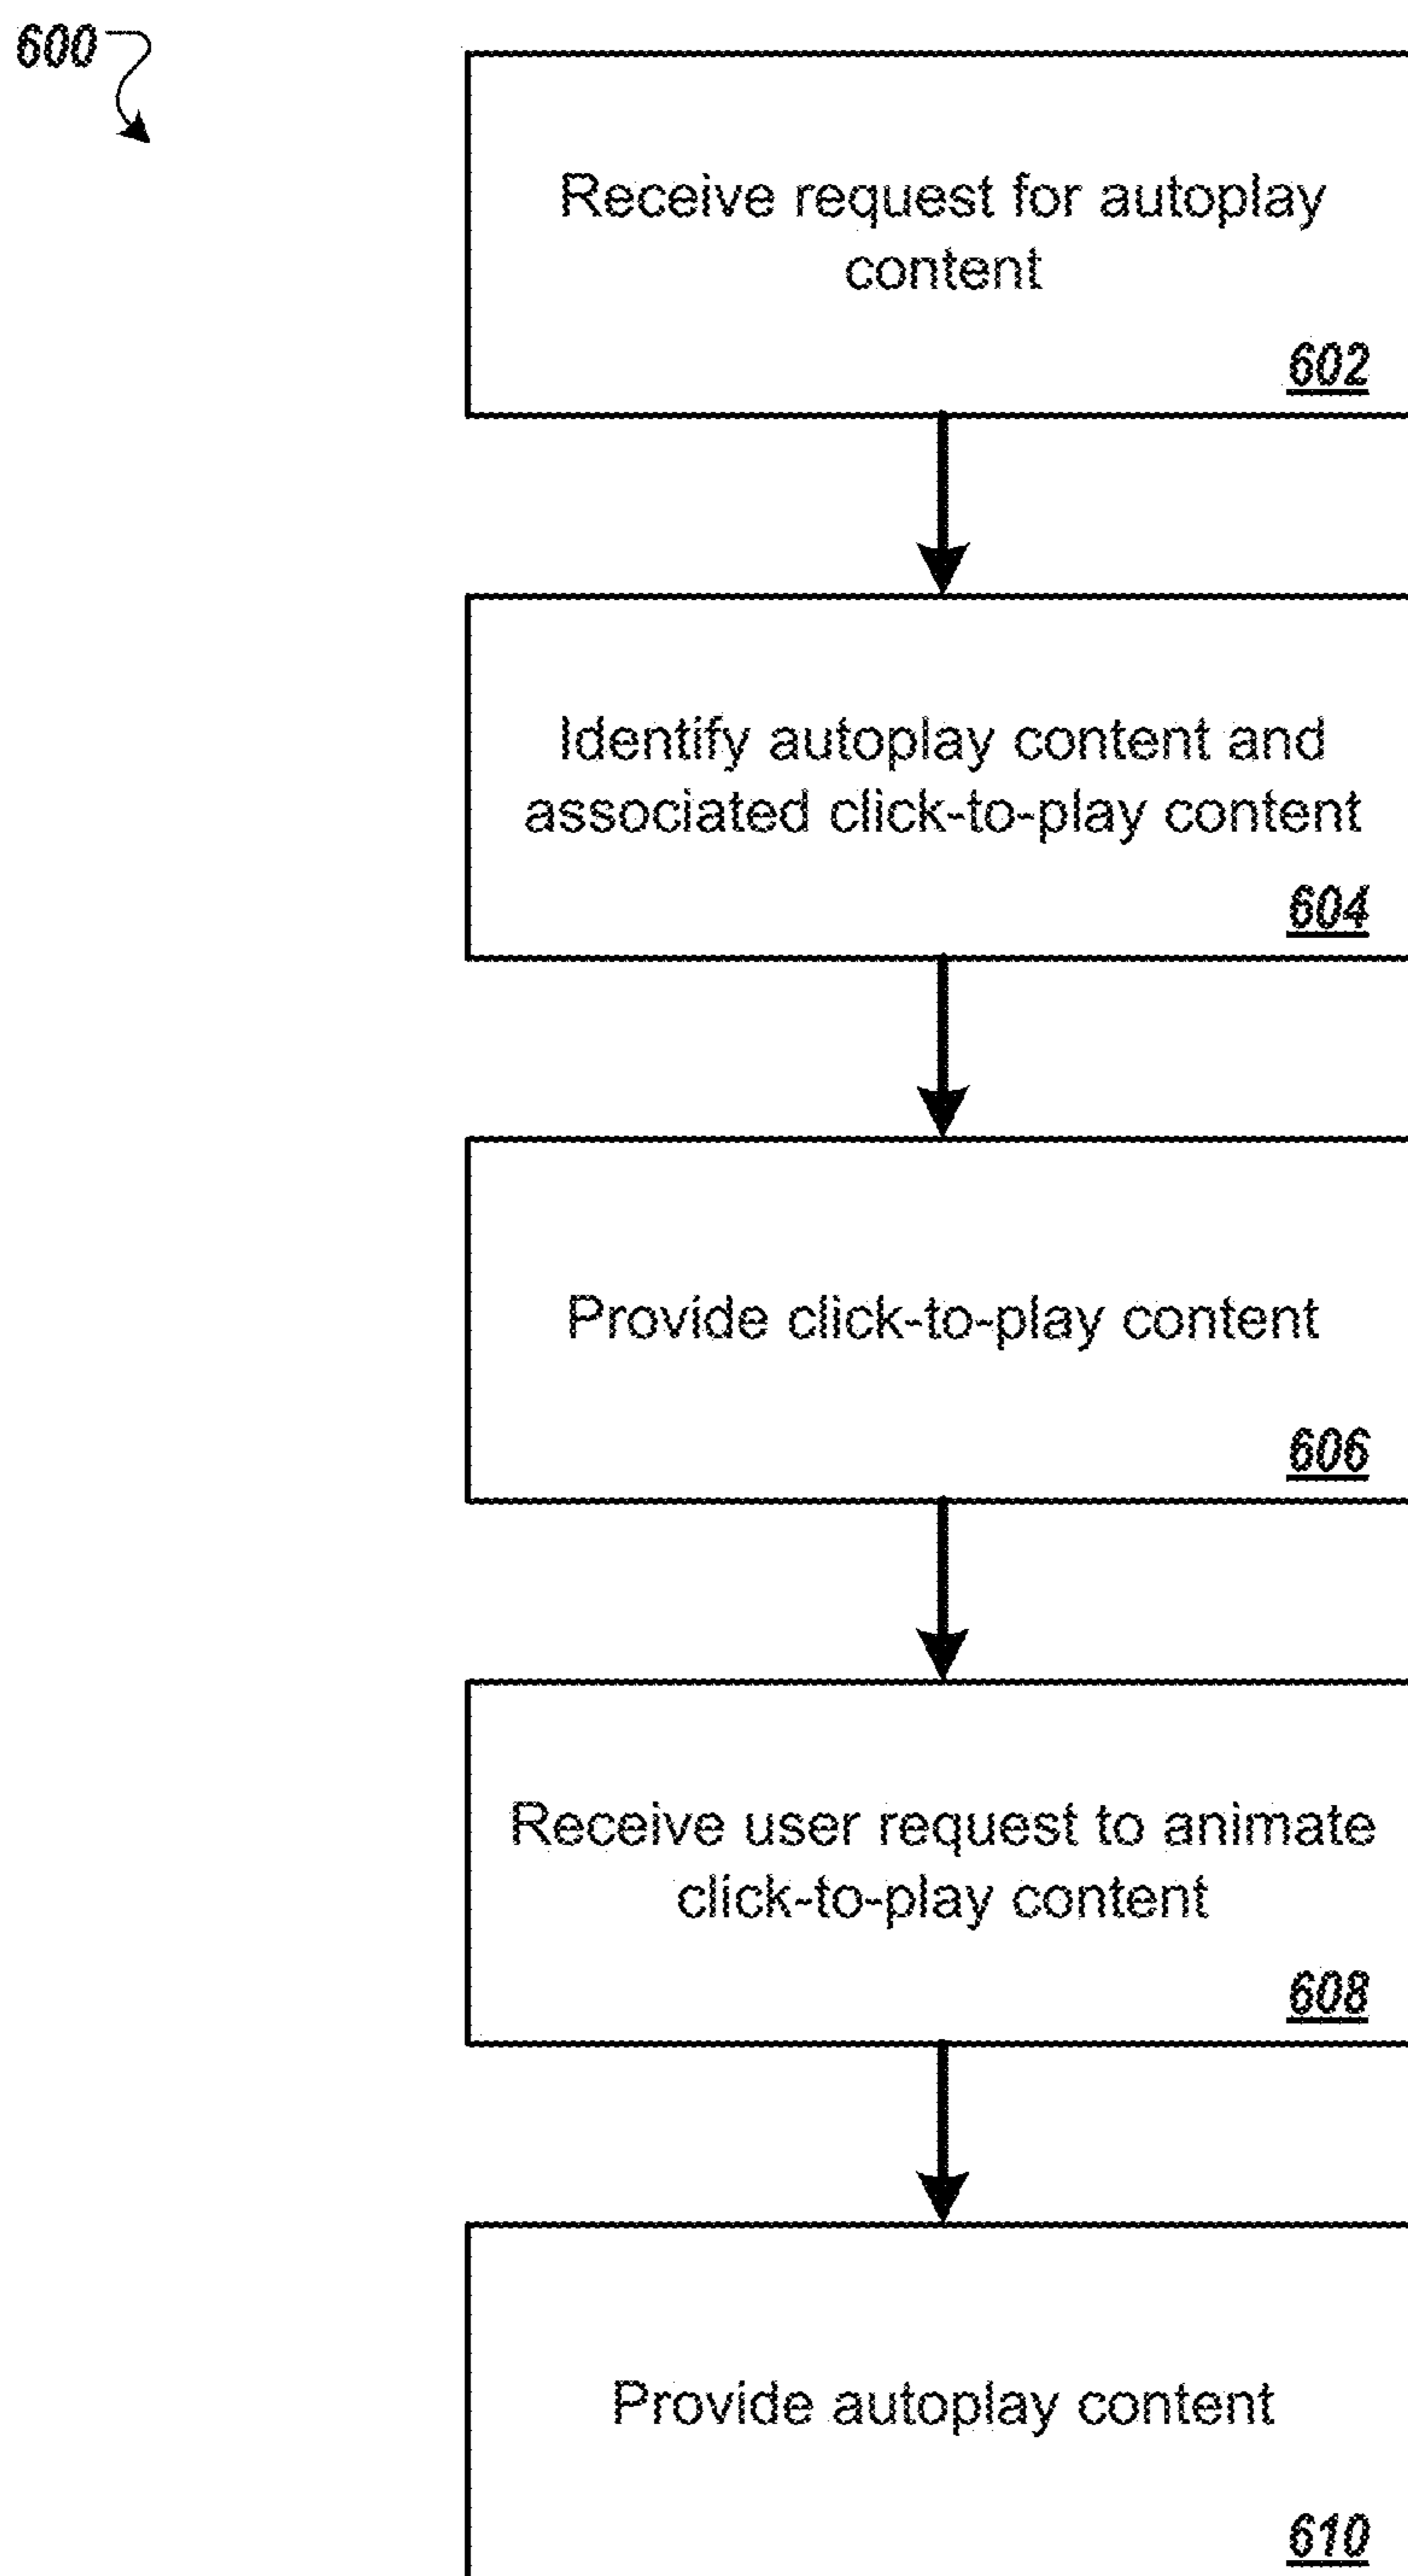 600
Receive request for autoplay
content
602
Identify autoplay content and
associated click-to-play content
604
Provide click-to-play content
606
Receive user request to animate
click-to-play content
608
Provide autoplay content
610